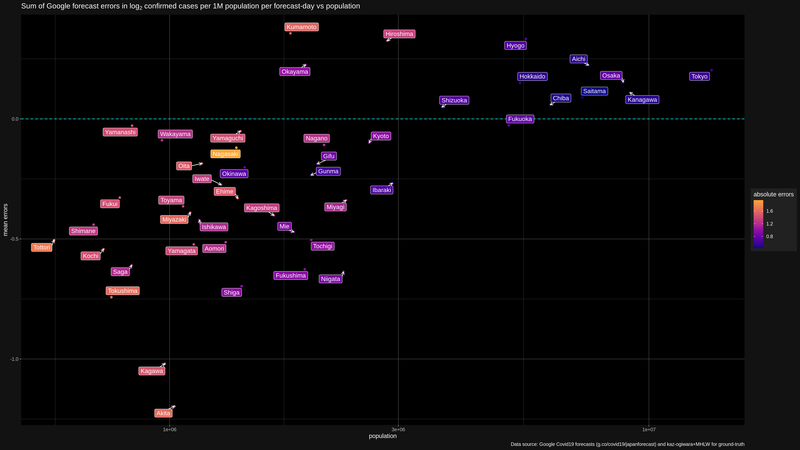 Sum of Google forecast errors in log₂ confirmed cases per 1M population per forecast-day vs population
Kumamoto
Hiroshima
Hyogo
Aichi
Okayama
Hokkaido
Osaka
Tokyo
Saitama
Shizuoka
Chiba
Kanagawa
0.0
Fukuoka
Yamanashi
Wakayama
Yamaguchi
Nagano
Kyoto
Nagasaki
Gifu
Oita
Okinawa
Gunma
Iwate
Ehime
Ibaraki
Fukui
Toyama
Kagoshima
Miyagi
Miyazaki
Shimane
Ishikawa
Mie
mean errors
-0.5
Tottori
Kochi
Yamagata
Aomori
Tochigi
Saga
Fukushima
Niigata
Tokushima
Shiga
-1.0
Kagawa
Akita
1e+06
3e+06
1e+07
population
absolute errors
1.6
1.2
0.8
Data source: Google Covid19 forecasts (g.co/covid19/japanforecast) and kaz-ogiwara+MHLW for ground-truth